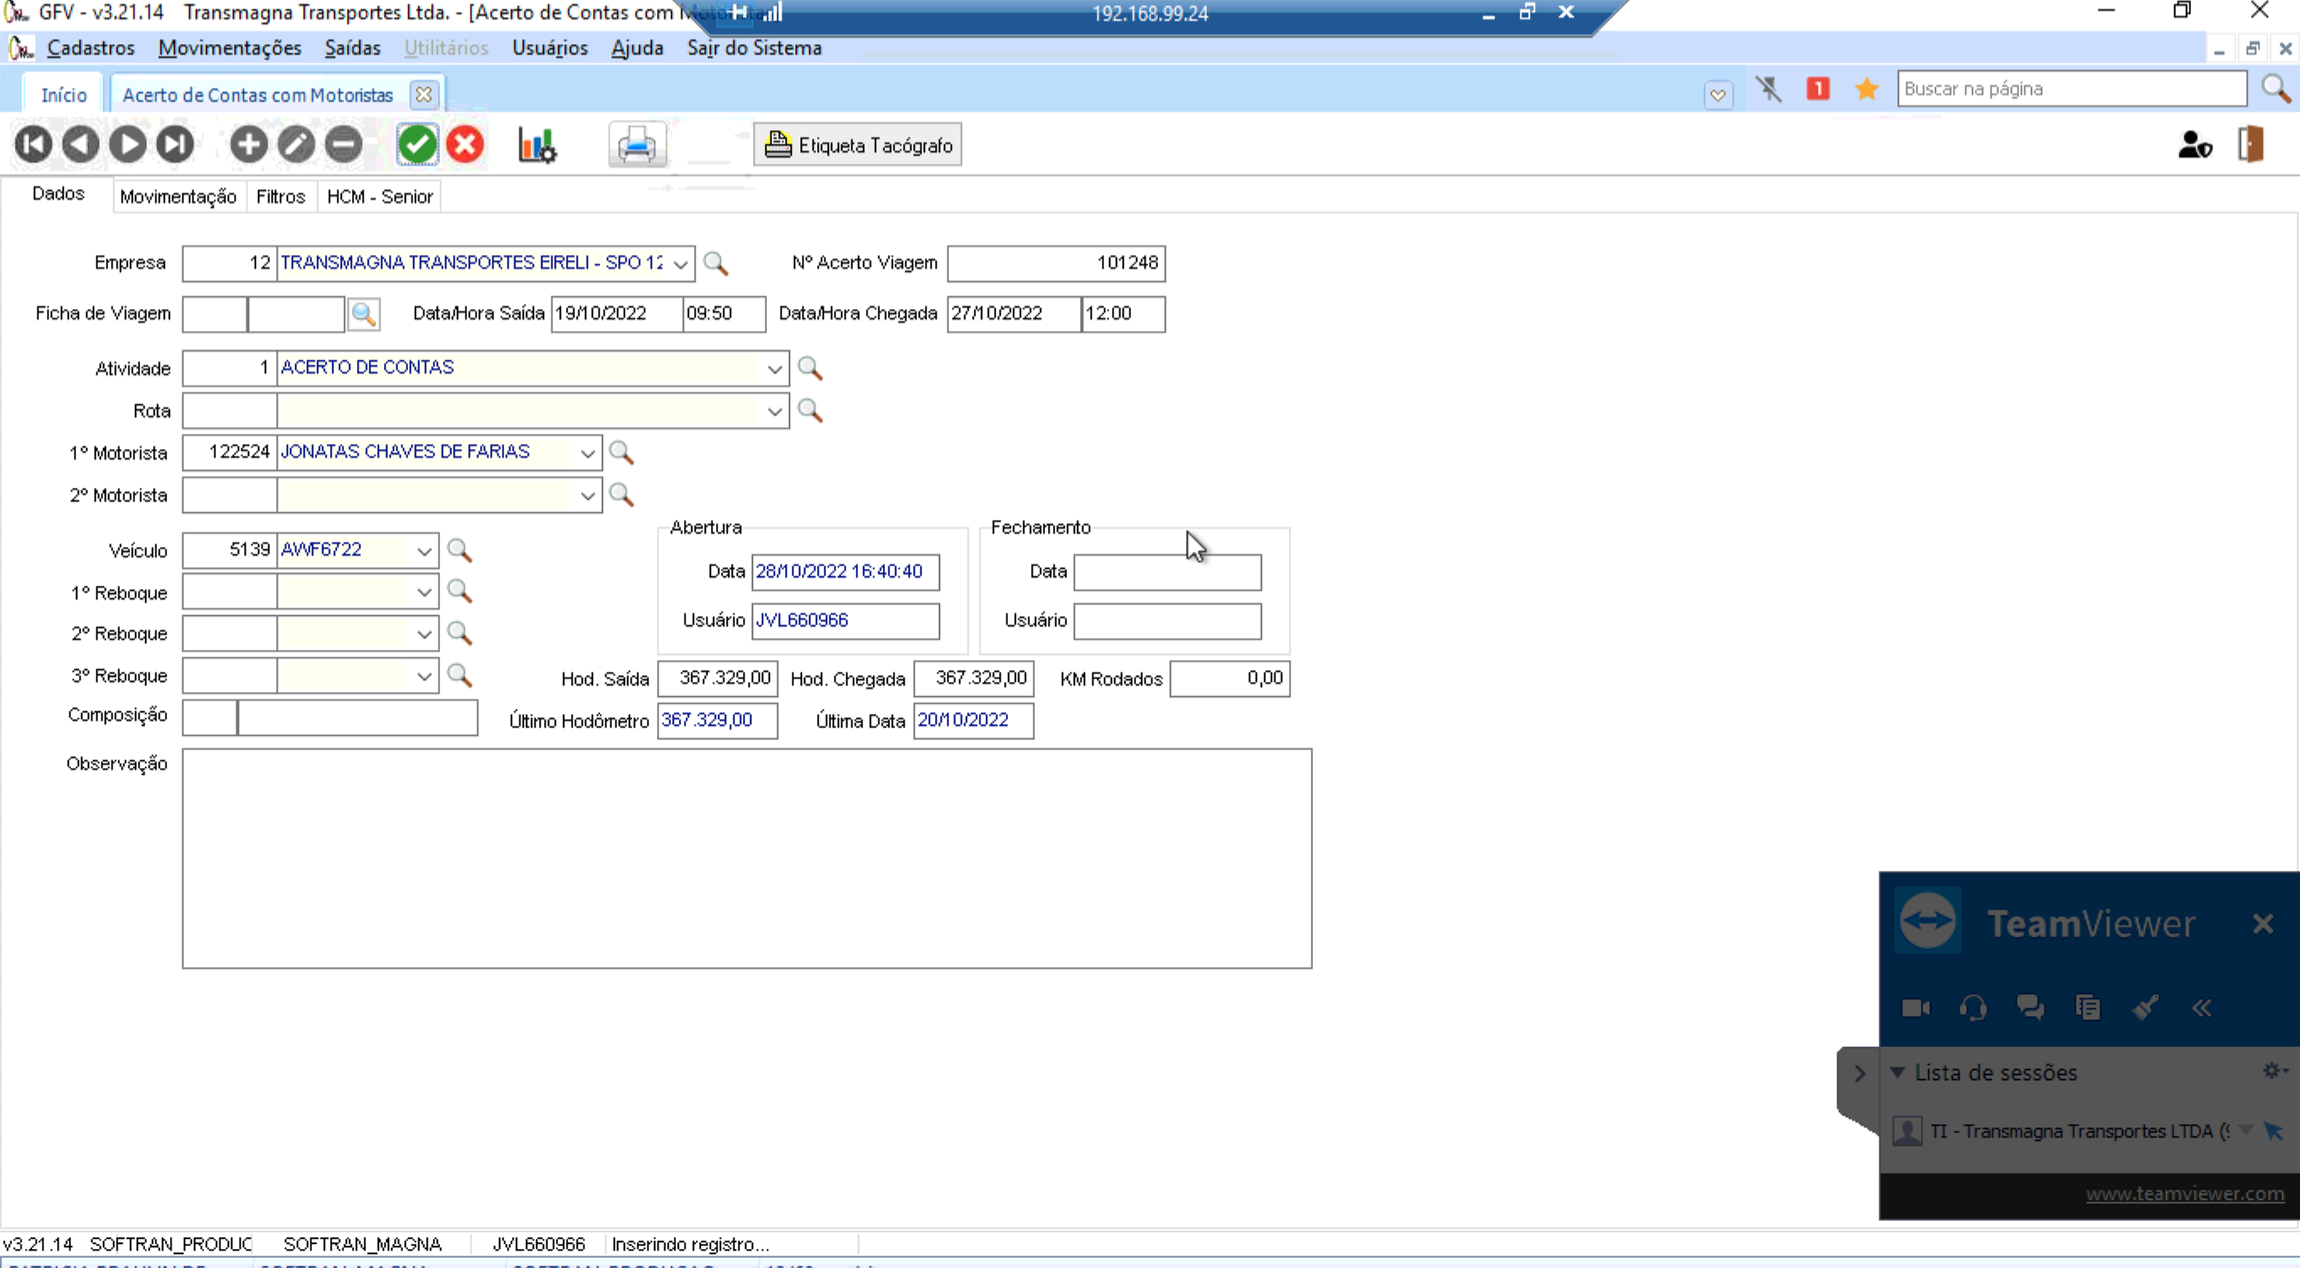 GFV - v3.21.14 Transmagna Transportes Ltda. - [Acerto de Contas com
192.168.99.24
Cadastros Movimentações Saídas Utilitários Usuários Ajuda Sair do Sistema
Início Acerto de Contas com Motoristas
1 Buscar na página
Etiqueta Tacógrafo
Dados Movimentação Filtros HCM - Senior
Empresa 12 TRANSMAGNA TRANSPORTES EIRELI - SPO 12 Nº Acerto Viagem 101248
Ficha de Viagem Data/Hora Saída 19/10/2022 09:50 Data/Hora Chegada 27/10/2022 12:00
Atividade 1 ACERTO DE CONTAS
Rota
1º Motorista 122524 JONATAS CHAVES DE FARIAS
2º Motorista
Abertura Fechamento
Veículo 5139 AWF6722
Data 28/10/2022 16:40:40 Data
1º Reboque
Usuário JVL660966 Usuário
2º Reboque
3º Reboque Hod. Saída 367.329,00 Hod. Chegada 367.329,00 KM Rodados 0,00
Composição Último Hodômetro 367.329,00 Última Data 20/10/2022
Observação
TeamViewer
Lista de sessões
TI - Transmagna Transportes LTDA
www.teamviewer.com
v3.21.14 SOFTRAN_PRODUC SOFTRAN_MAGNA JVL660966 Inserindo registro...